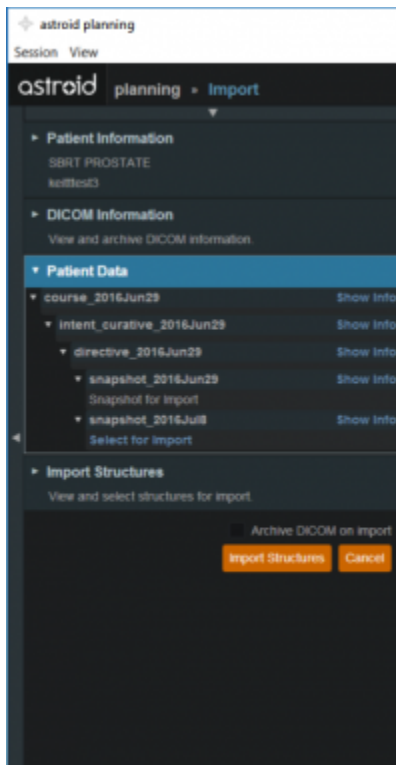 astroid planning
Session View
astroid planning » Import
Patient Information
SBRT PROSTATE
keilttest3
DICOM Information
View and archive DICOM information.
Patient Data
course_2016Jun29 Show Info
intent_curative_2016Jun29 Show Info
directive_2016Jun29 Show Info
snapshot_2016Jun29 Show Info
Snapshot for Import
snapshot_2016Jul8 Show Info
Select for Import
Import Structures
View and select structures for import.
Archive DICOM on import
Import Structures Cancel